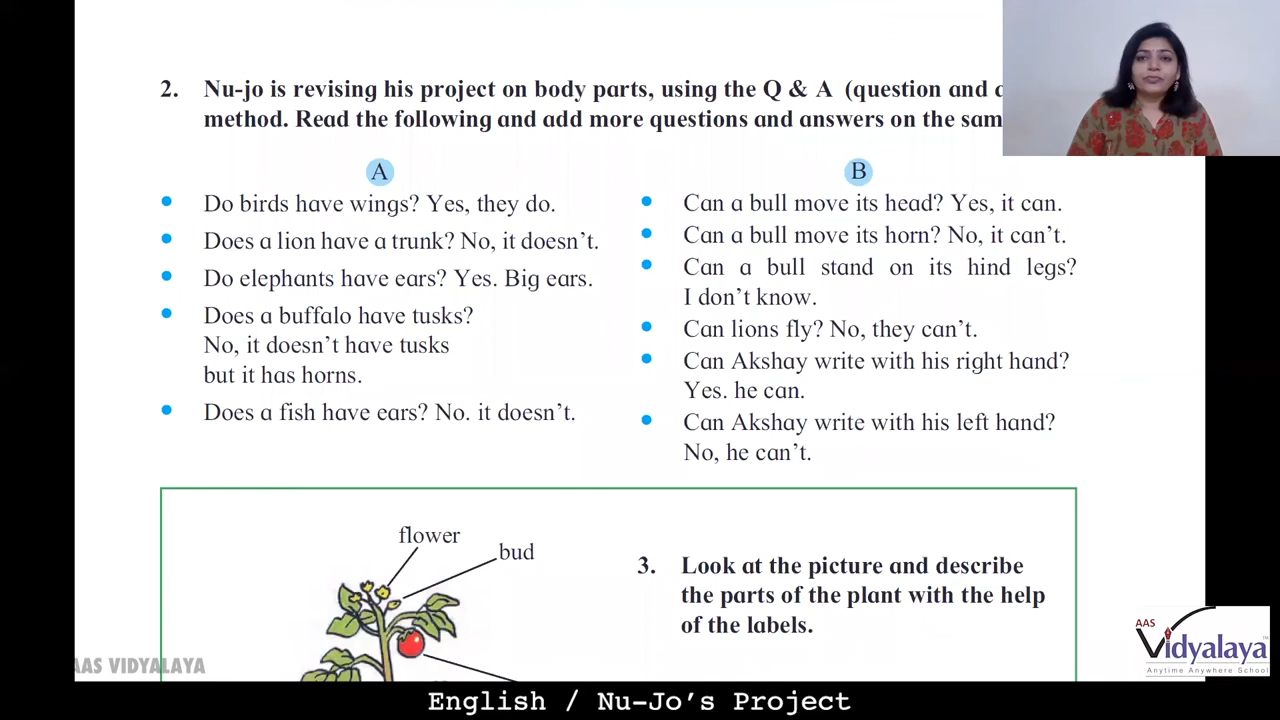 2. Nu-jo is revising his project on body parts, using the Q & A (question and
method. Read the following and add more questions and answers on the
A
• Do birds have wings? Yes, they do.
• Does a lion have a trunk? No, it doesn't.
• Do elephants have ears? Yes. Big ears.
• Does a buffalo have tusks?
No, it doesn't have tusks
but it has horns.
• Does a fish have ears? No. it doesn't.
B
• Can a bull move its head? Yes, it can.
• Can a bull move its horn? No, it can't.
• Can a bull stand on its hind legs?
I don't know.
• Can lions fly? No, they can't.
• Can Akshay write with his right hand?
Yes. he can.
• Can Akshay write with his left hand?
No, he can't.
flower
bud
3. Look at the picture and describe
the parts of the plant with the help
of the labels.
AAS VIDYALAYA
AAS
Vidyalaya
Anytime Anywhere School
English / Nu-Jo's Project